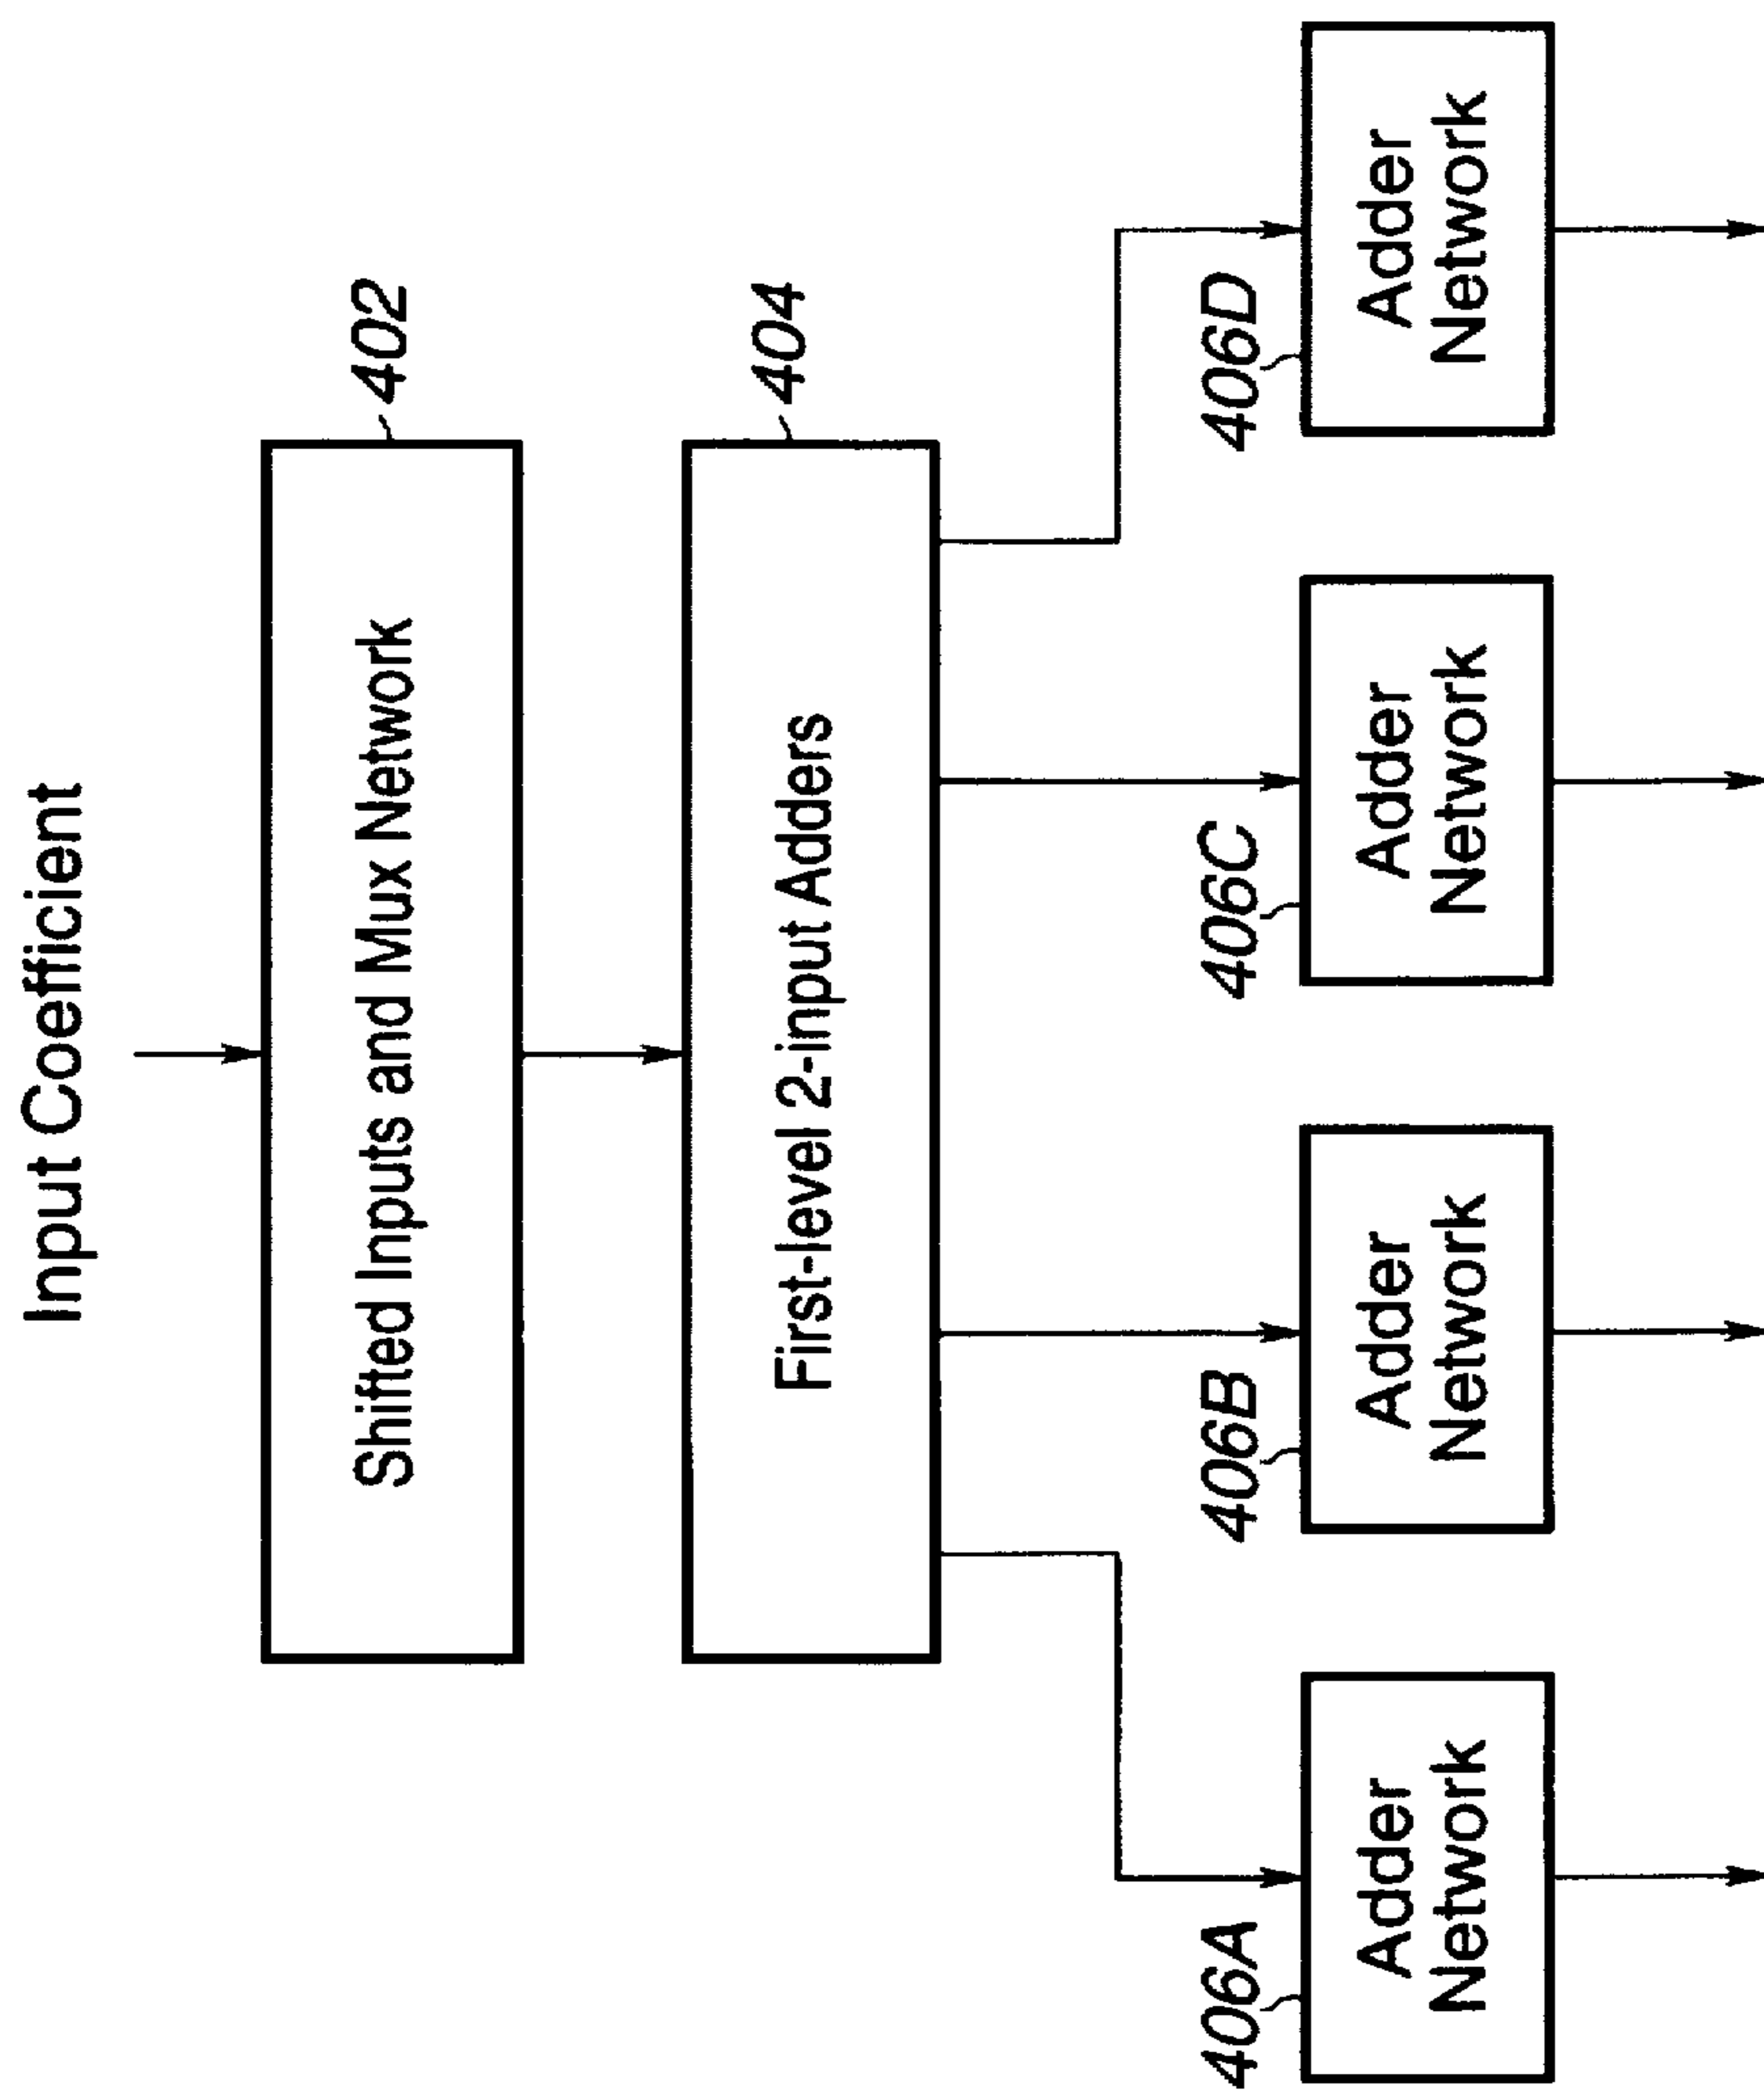 Input Coefficient
Shifted Inputs and Mux Network
402
First-level 2-input Adders
404
406A
Adder
Network
406B
Adder
Network
406C
Adder
Network
406D
Adder
Network